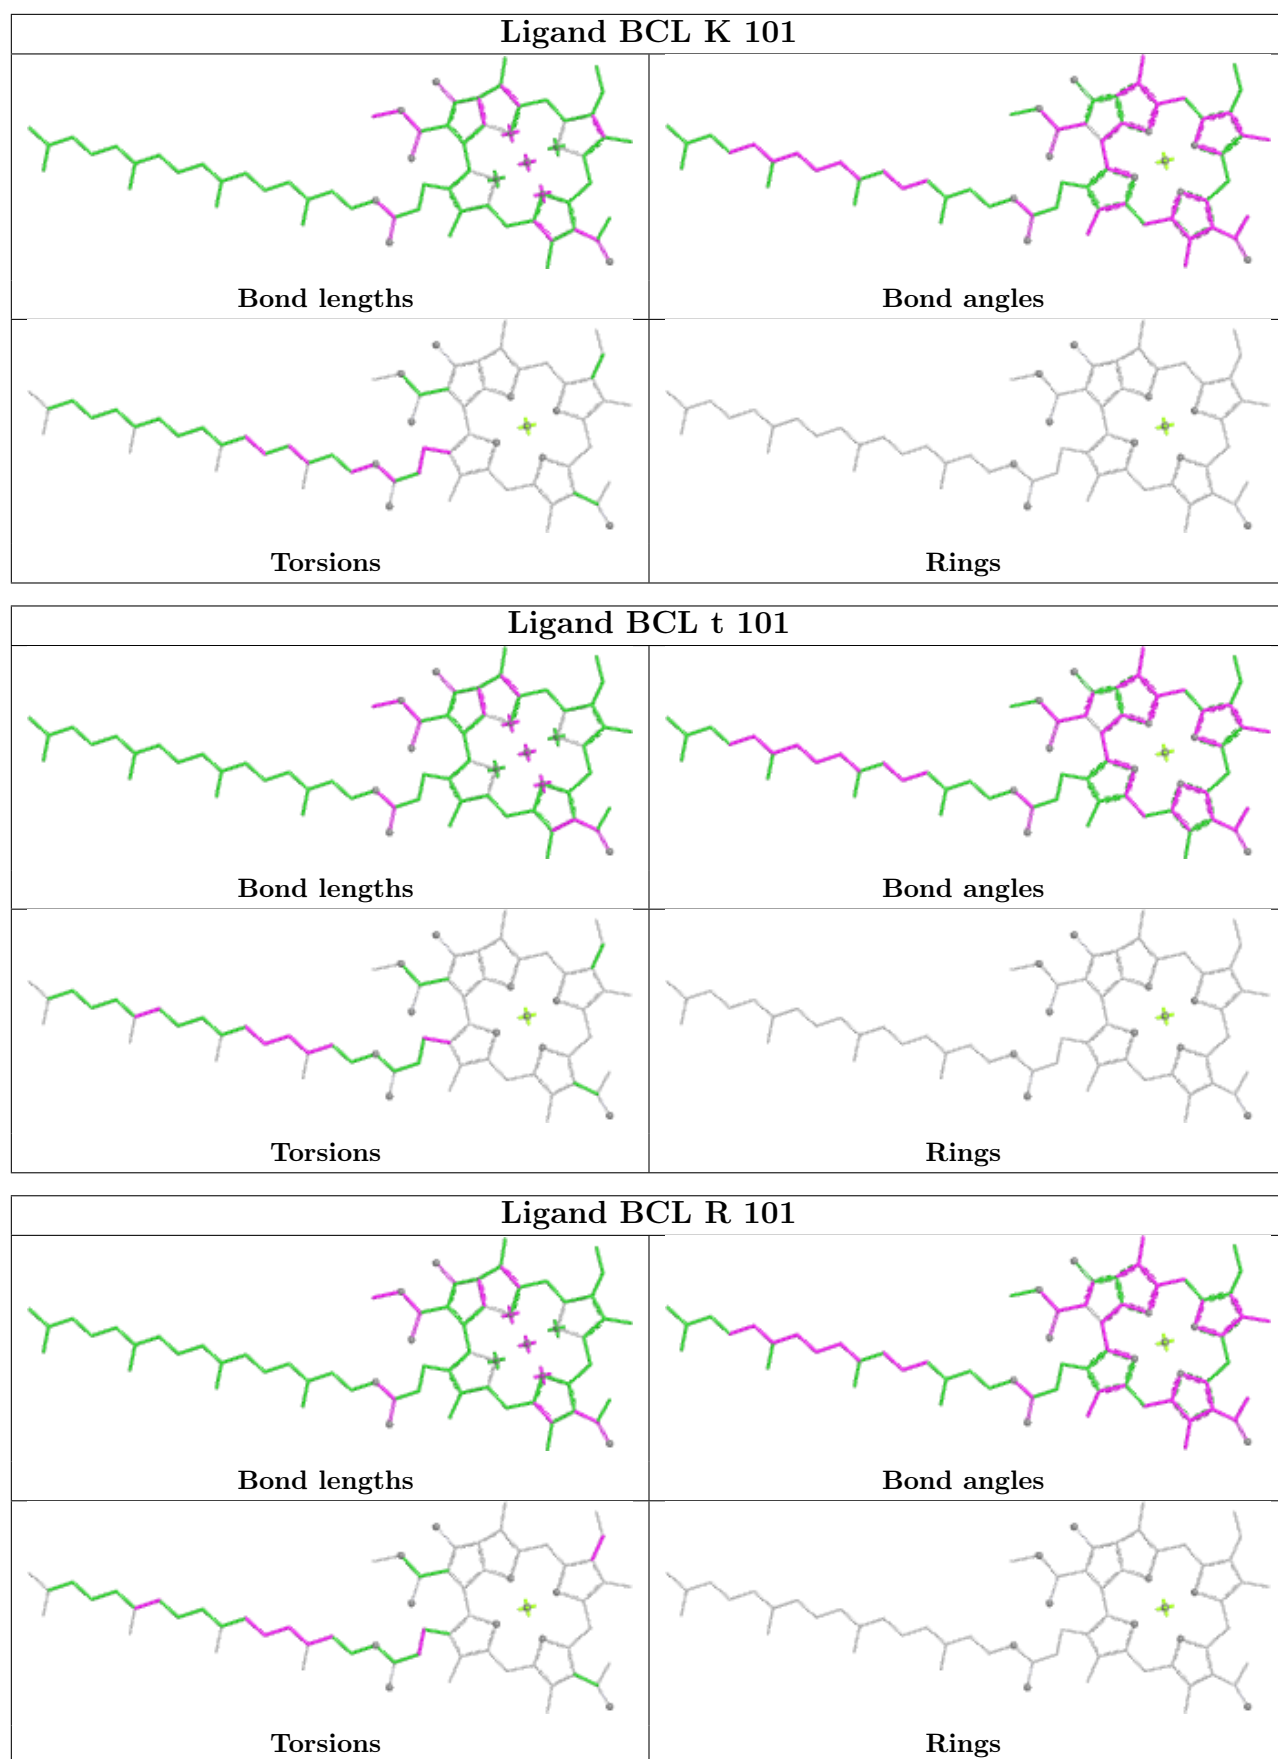 Ligand BCL K 101
Bond lengths
Bond angles
Torsions
Rings
Ligand BCL t 101
Bond lengths
Bond angles
Torsions
Rings
Ligand BCL R 101
Bond lengths
Bond angles
Torsions
Rings